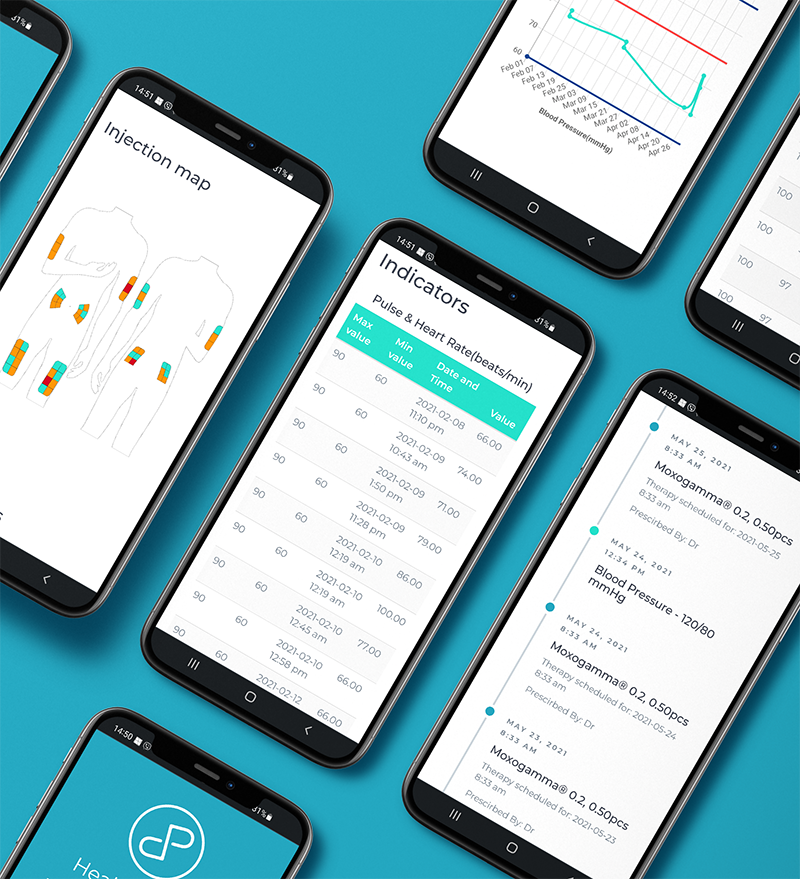 31%
14:51
31%
Injection map
70
60
Feb 01
Feb 07
Feb 13
Feb 19
Feb 25
Mar 03
Mar 09
Mar 15
Mar 21
Mar 27
Apr 02
Apr 08
Apr 14
Apr 20
Apr 26
Blood Pressure(mmHg)
100
100
100 97
100 97
14:51
31%
Indicators
Pulse & Heart Rate(beats/min)
Max value Min value Date and Time Value
90 60 2021-02-08 11:10 pm 66.00
90 60 2021-02-09 10:43 am 74.00
90 60 2021-02-09 1:50 pm 71.00
90 60 2021-02-09 11:28 pm 79.00
90 60 2021-02-10 12:19 am 86.00
90 60 2021-02-10 12:19 am 100.00
90 60 2021-02-10 12:45 am 77.00
90 60 2021-02-10 12:58 pm 66.00
2021-02-12 66.00
14:52
31%
MAY 25, 2021
8:33 AM
Moxogamma® 0.2, 0.50pcs
Therapy scheduled for: 2021-05-25
8:33 am
Prescirbed By: Dr
MAY 24, 2021
12:34 PM
Blood Pressure - 120/80
mmHg
MAY 24, 2021
8:33 AM
Moxogamma® 0.2, 0.50pcs
Therapy scheduled for: 2021-05-24
8:33 am
Prescirbed By: Dr
MAY 23, 2021
8:33 AM
Moxogamma® 0.2, 0.50pcs
Therapy scheduled for: 2021-05-23
8:33 am
Prescirbed By: Dr
14:50
31%